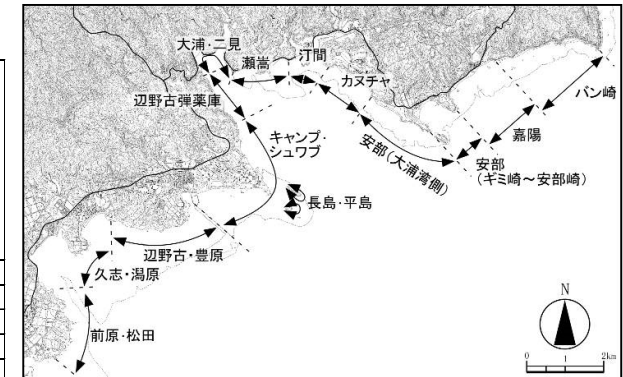 大浦・二見
瀬嵩
汀間
カヌチャ
バン崎
辺野古弾薬庫
キャンプ・
シュワブ
嘉陽
安部
(ギミ崎~安部崎)
安部(大浦湾側)
長島・平島
辺野古・豊原
久志・潟原
前原・松田
N
0
2km